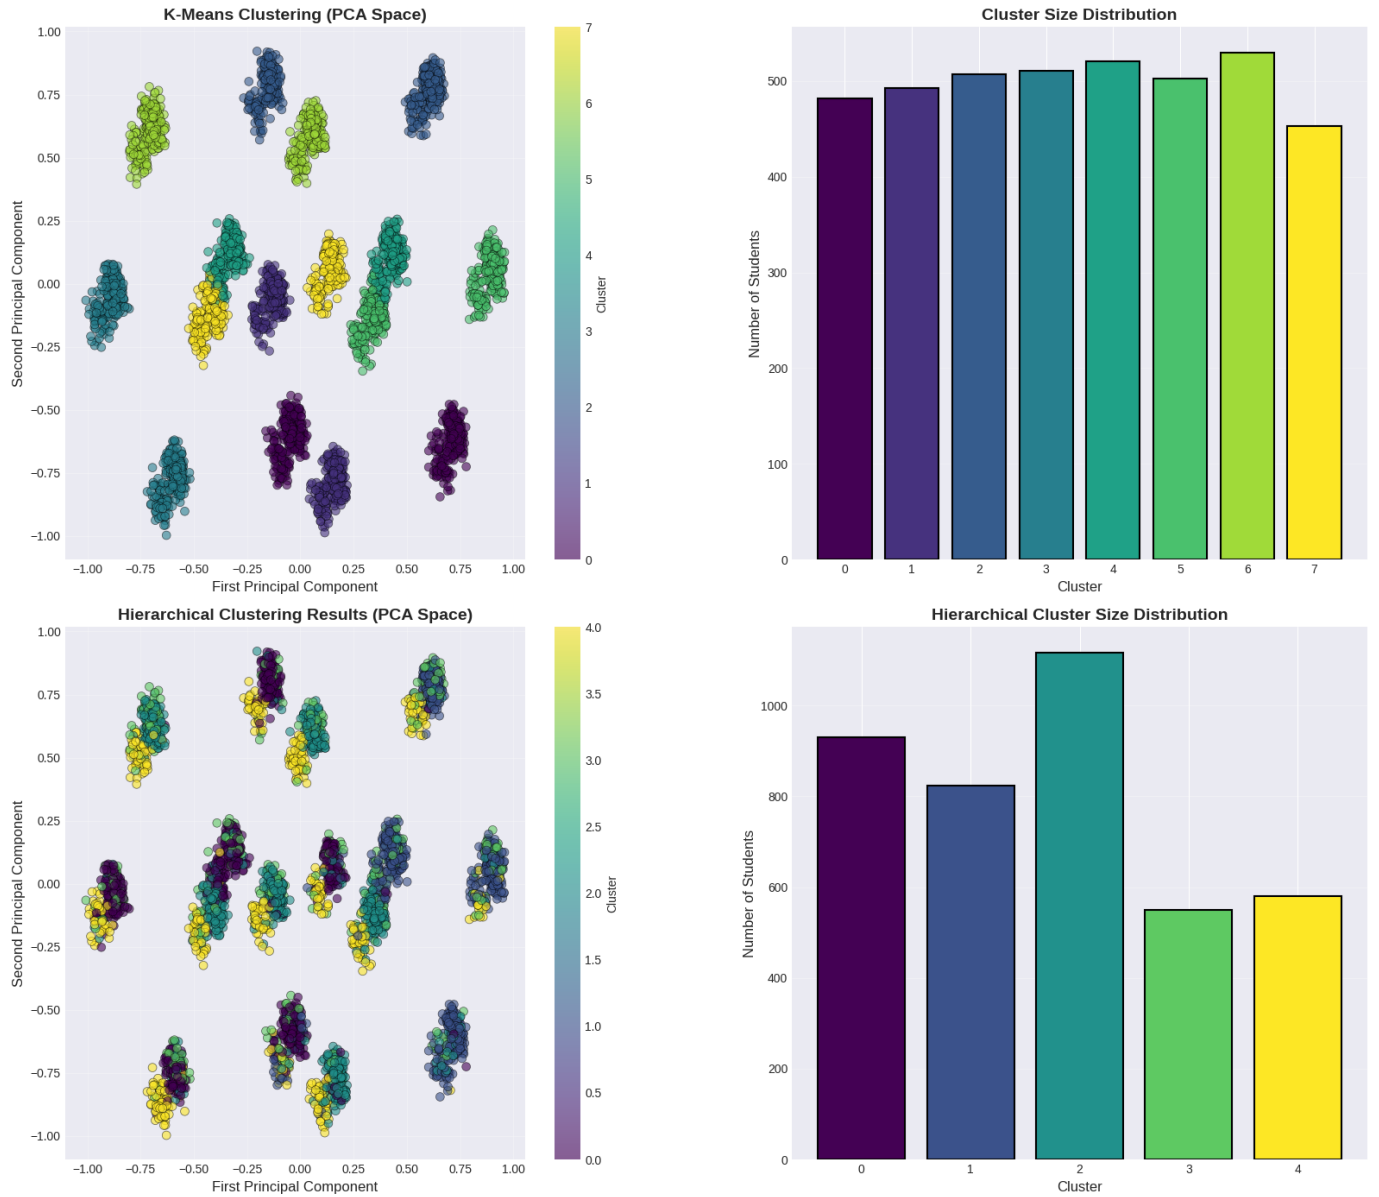 K-Means Clustering (PCA Space)
1.00
0.75
0.50
0.25
0.00
−0.25
−0.50
−0.75
−1.00
Second Principal Component
−1.00 −0.75 −0.50 −0.25 0.00 0.25 0.50 0.75 1.00
First Principal Component
7
6
5
4
3
2
1
0
Cluster
Cluster Size Distribution
500
400
300
200
100
0
Number of Students
0 1 2 3 4 5 6 7
Cluster
Hierarchical Clustering Results (PCA Space)
1.00
0.75
0.50
0.25
0.00
−0.25
−0.50
−0.75
−1.00
Second Principal Component
−1.00 −0.75 −0.50 −0.25 0.00 0.25 0.50 0.75 1.00
First Principal Component
4.0
3.5
3.0
2.5
2.0
1.5
1.0
0.5
0.0
Cluster
Hierarchical Cluster Size Distribution
1000
800
600
400
200
0
Number of Students
0 1 2 3 4
Cluster